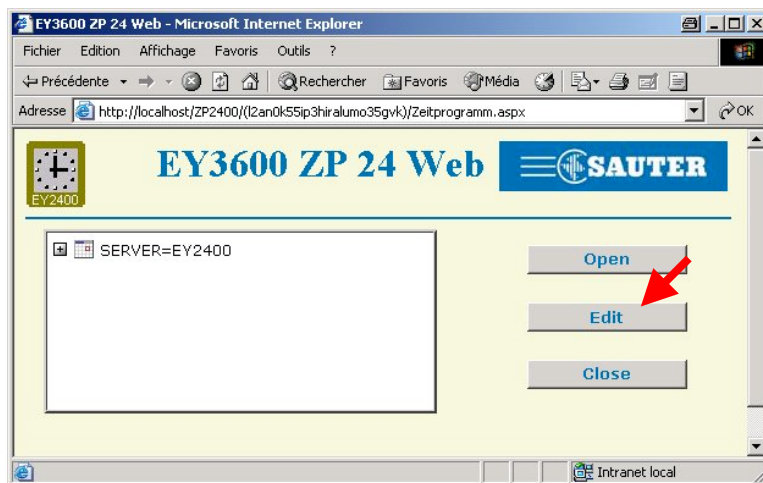 EY3600 ZP 24 Web - Microsoft Internet Explorer
Fichier Edition Affichage Favoris Outils ?
Précédente Rechercher Favoris Média
Adresse http://localhost/ZP2400/(l2an0k55ip3hiralumo35gvk)/Zeitprogramm.aspx OK
EY3600 ZP 24 Web SAUTER
EY2400
SERVER=EY2400
Open
Edit
Close
Intranet local